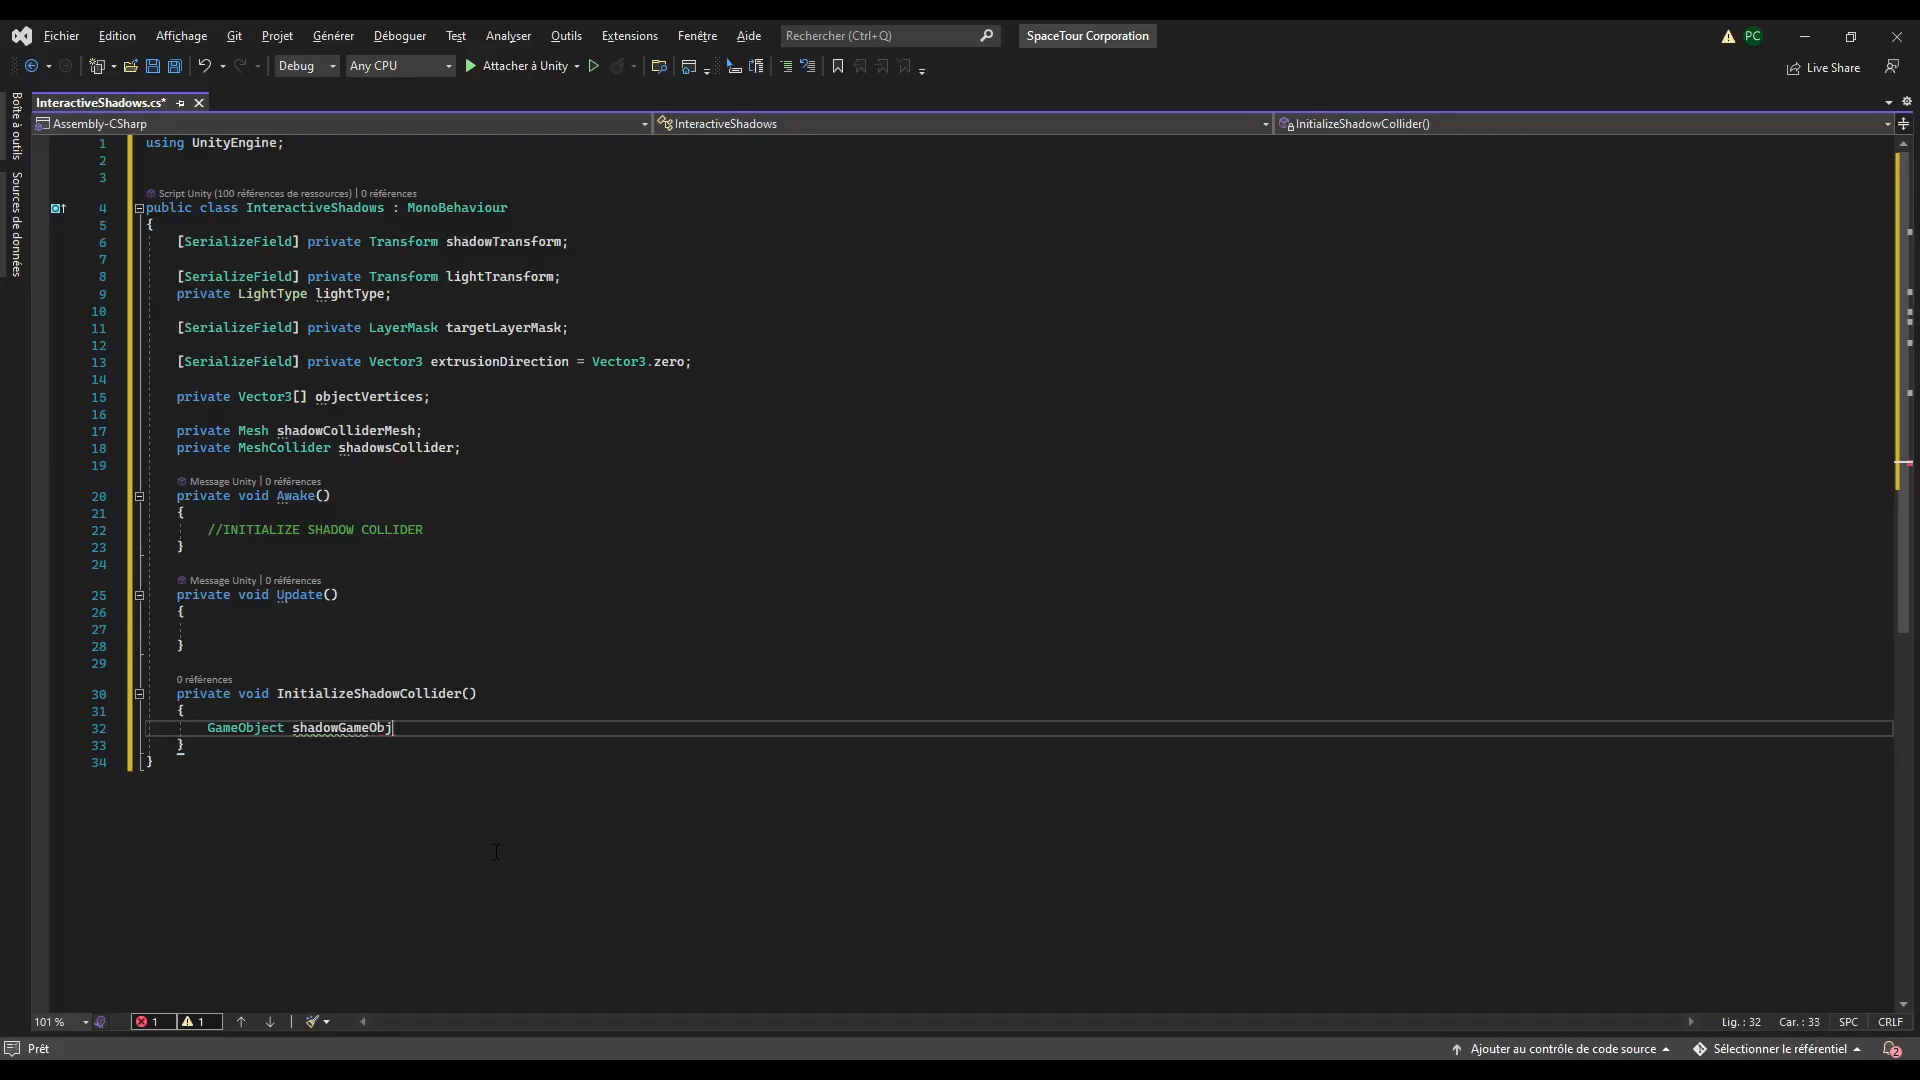 Fichier Edition Affichage Git Projet Générer Déboguer Test Analyser Outils Extensions Fenêtre Aide Rechercher (Ctrl+Q) SpaceTour Corporation PC
Debug Any CPU Attacher à Unity Live Share
InteractiveShadows.cs*
Assembly-CSharp InteractiveShadows InitializeShadowCollider()
Boîte à outils
Sources de données
1 using UnityEngine;
2
3
Script Unity (100 références de ressources) | 0 références
4 public class InteractiveShadows : MonoBehaviour
5 {
6 [SerializeField] private Transform shadowTransform;
7
8 [SerializeField] private Transform lightTransform;
9 private LightType lightType;
10
11 [SerializeField] private LayerMask targetLayerMask;
12
13 [SerializeField] private Vector3 extrusionDirection = Vector3.zero;
14
15 private Vector3[] objectVertices;
16
17 private Mesh shadowColliderMesh;
18 private MeshCollider shadowsCollider;
19
Message Unity | 0 références
20 private void Awake()
21 {
22 //INITIALIZE SHADOW COLLIDER
23 }
24
Message Unity | 0 références
25 private void Update()
26 {
27
28 }
29
0 références
30 private void InitializeShadowCollider()
31 {
32 GameObject shadowGameObj
33 }
34 }
101 % 1 1 Lig. : 32 Car. : 33 SPC CRLF
Prêt Ajouter au contrôle de code source Sélectionner le référentiel 2